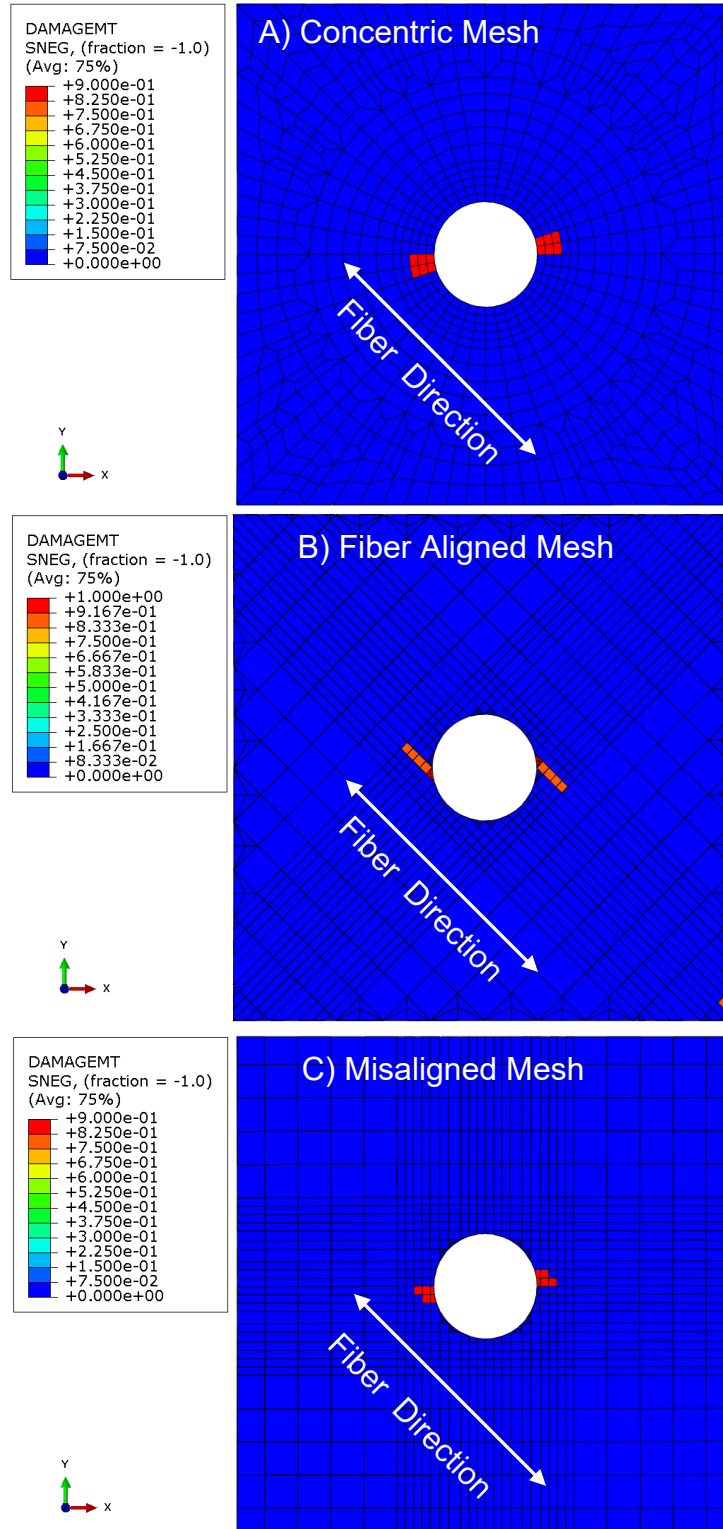 A) Concentric Mesh
DAMAGEMT
SNEG, (fraction = -1.0)
(Avg: 75%)
+9.000e-01
+8.250e-01
+7.500e-01
+6.750e-01
+6.000e-01
+5.250e-01
+4.500e-01
+3.750e-01
+3.000e-01
+2.250e-01
+1.500e-01
+7.500e-02
+0.000e+00
Fiber Direction
Y
X
B) Fiber Aligned Mesh
DAMAGEMT
SNEG, (fraction = -1.0)
(Avg: 75%)
+1.000e+00
+9.167e-01
+8.333e-01
+7.500e-01
+6.667e-01
+5.833e-01
+5.000e-01
+4.167e-01
+3.333e-01
+2.500e-01
+1.667e-01
+8.333e-02
+0.000e+00
Fiber Direction
Y
X
C) Misaligned Mesh
DAMAGEMT
SNEG, (fraction = -1.0)
(Avg: 75%)
+9.000e-01
+8.250e-01
+7.500e-01
+6.750e-01
+6.000e-01
+5.250e-01
+4.500e-01
+3.750e-01
+3.000e-01
+2.250e-01
+1.500e-01
+7.500e-02
+0.000e+00
Fiber Direction
Y
X